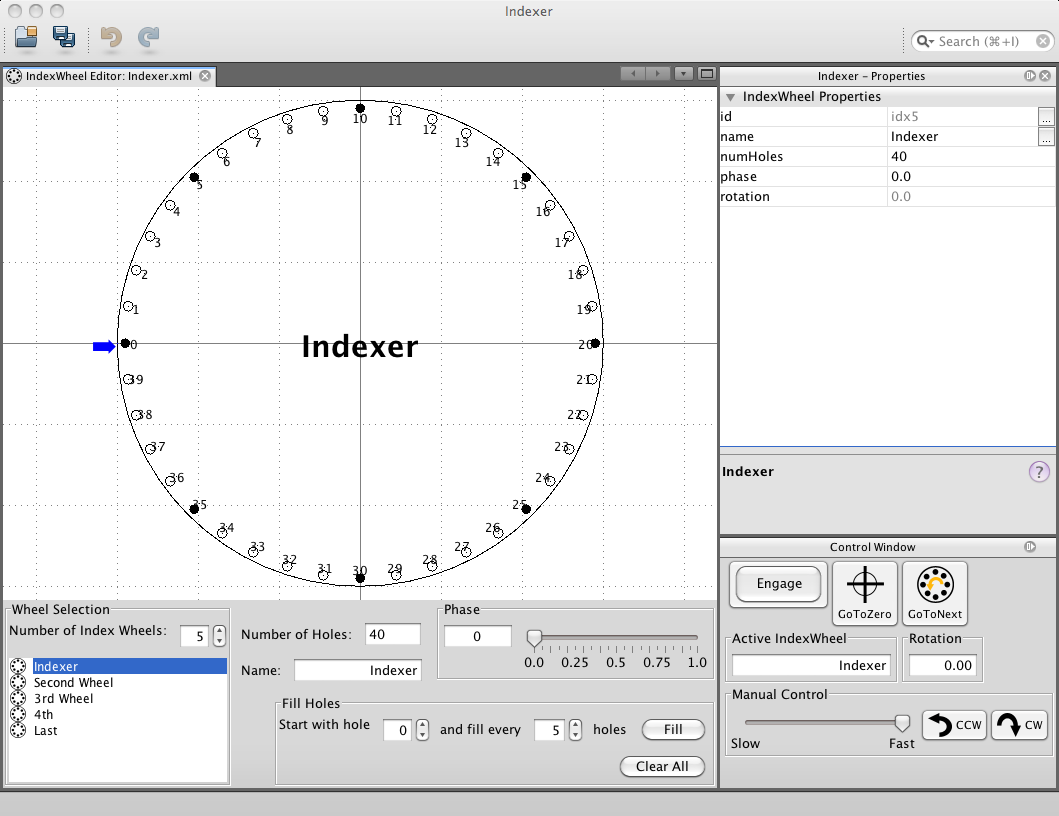 Indexer
Search (⌘+I)
IndexWheel Editor: Indexer.xml
9
10
11
8
12
7
13
6
14
5
15
4
16
3
17
2
18
1
19
0
Indexer
20
39
21
38
22
37
23
36
24
35
25
34
26
33
27
32
28
31
30
29
Indexer – Properties
IndexWheel Properties
id idx5 ...
name Indexer ...
numHoles 40
phase 0.0
rotation 0.0
Indexer
?
Control Window
Engage
GoToZero
GoToNext
Active IndexWheel
Indexer
Rotation
0.00
Manual Control
Slow Fast
CCW
CW
Wheel Selection
Number of Index Wheels: 5
Indexer
Second Wheel
3rd Wheel
4th
Last
Number of Holes: 40
Name: Indexer
Phase
0
0.0 0.25 0.5 0.75 1.0
Fill Holes
Start with hole 0 and fill every 5 holes Fill
Clear All